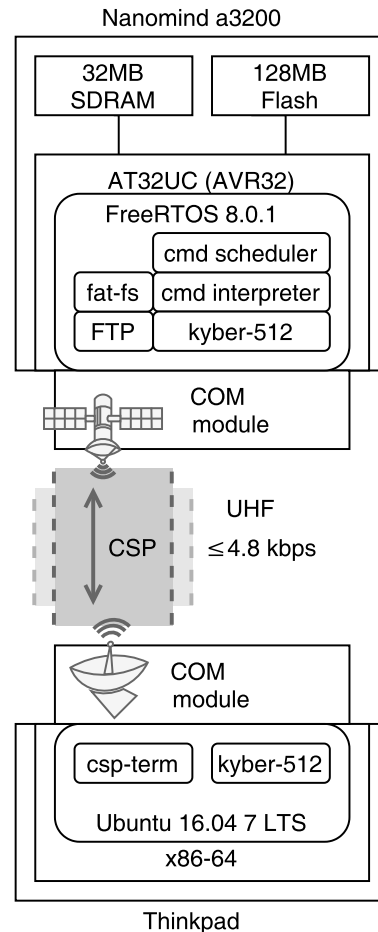 Nanomind a3200
32MB
SDRAM
128MB
Flash
AT32UC (AVR32)
FreeRTOS 8.0.1
cmd scheduler
fat-fs
cmd interpreter
FTP
kyber-512
COM
module
UHF
CSP
≤4.8 kbps
COM
module
csp-term
kyber-512
Ubuntu 16.04 7 LTS
x86-64
Thinkpad